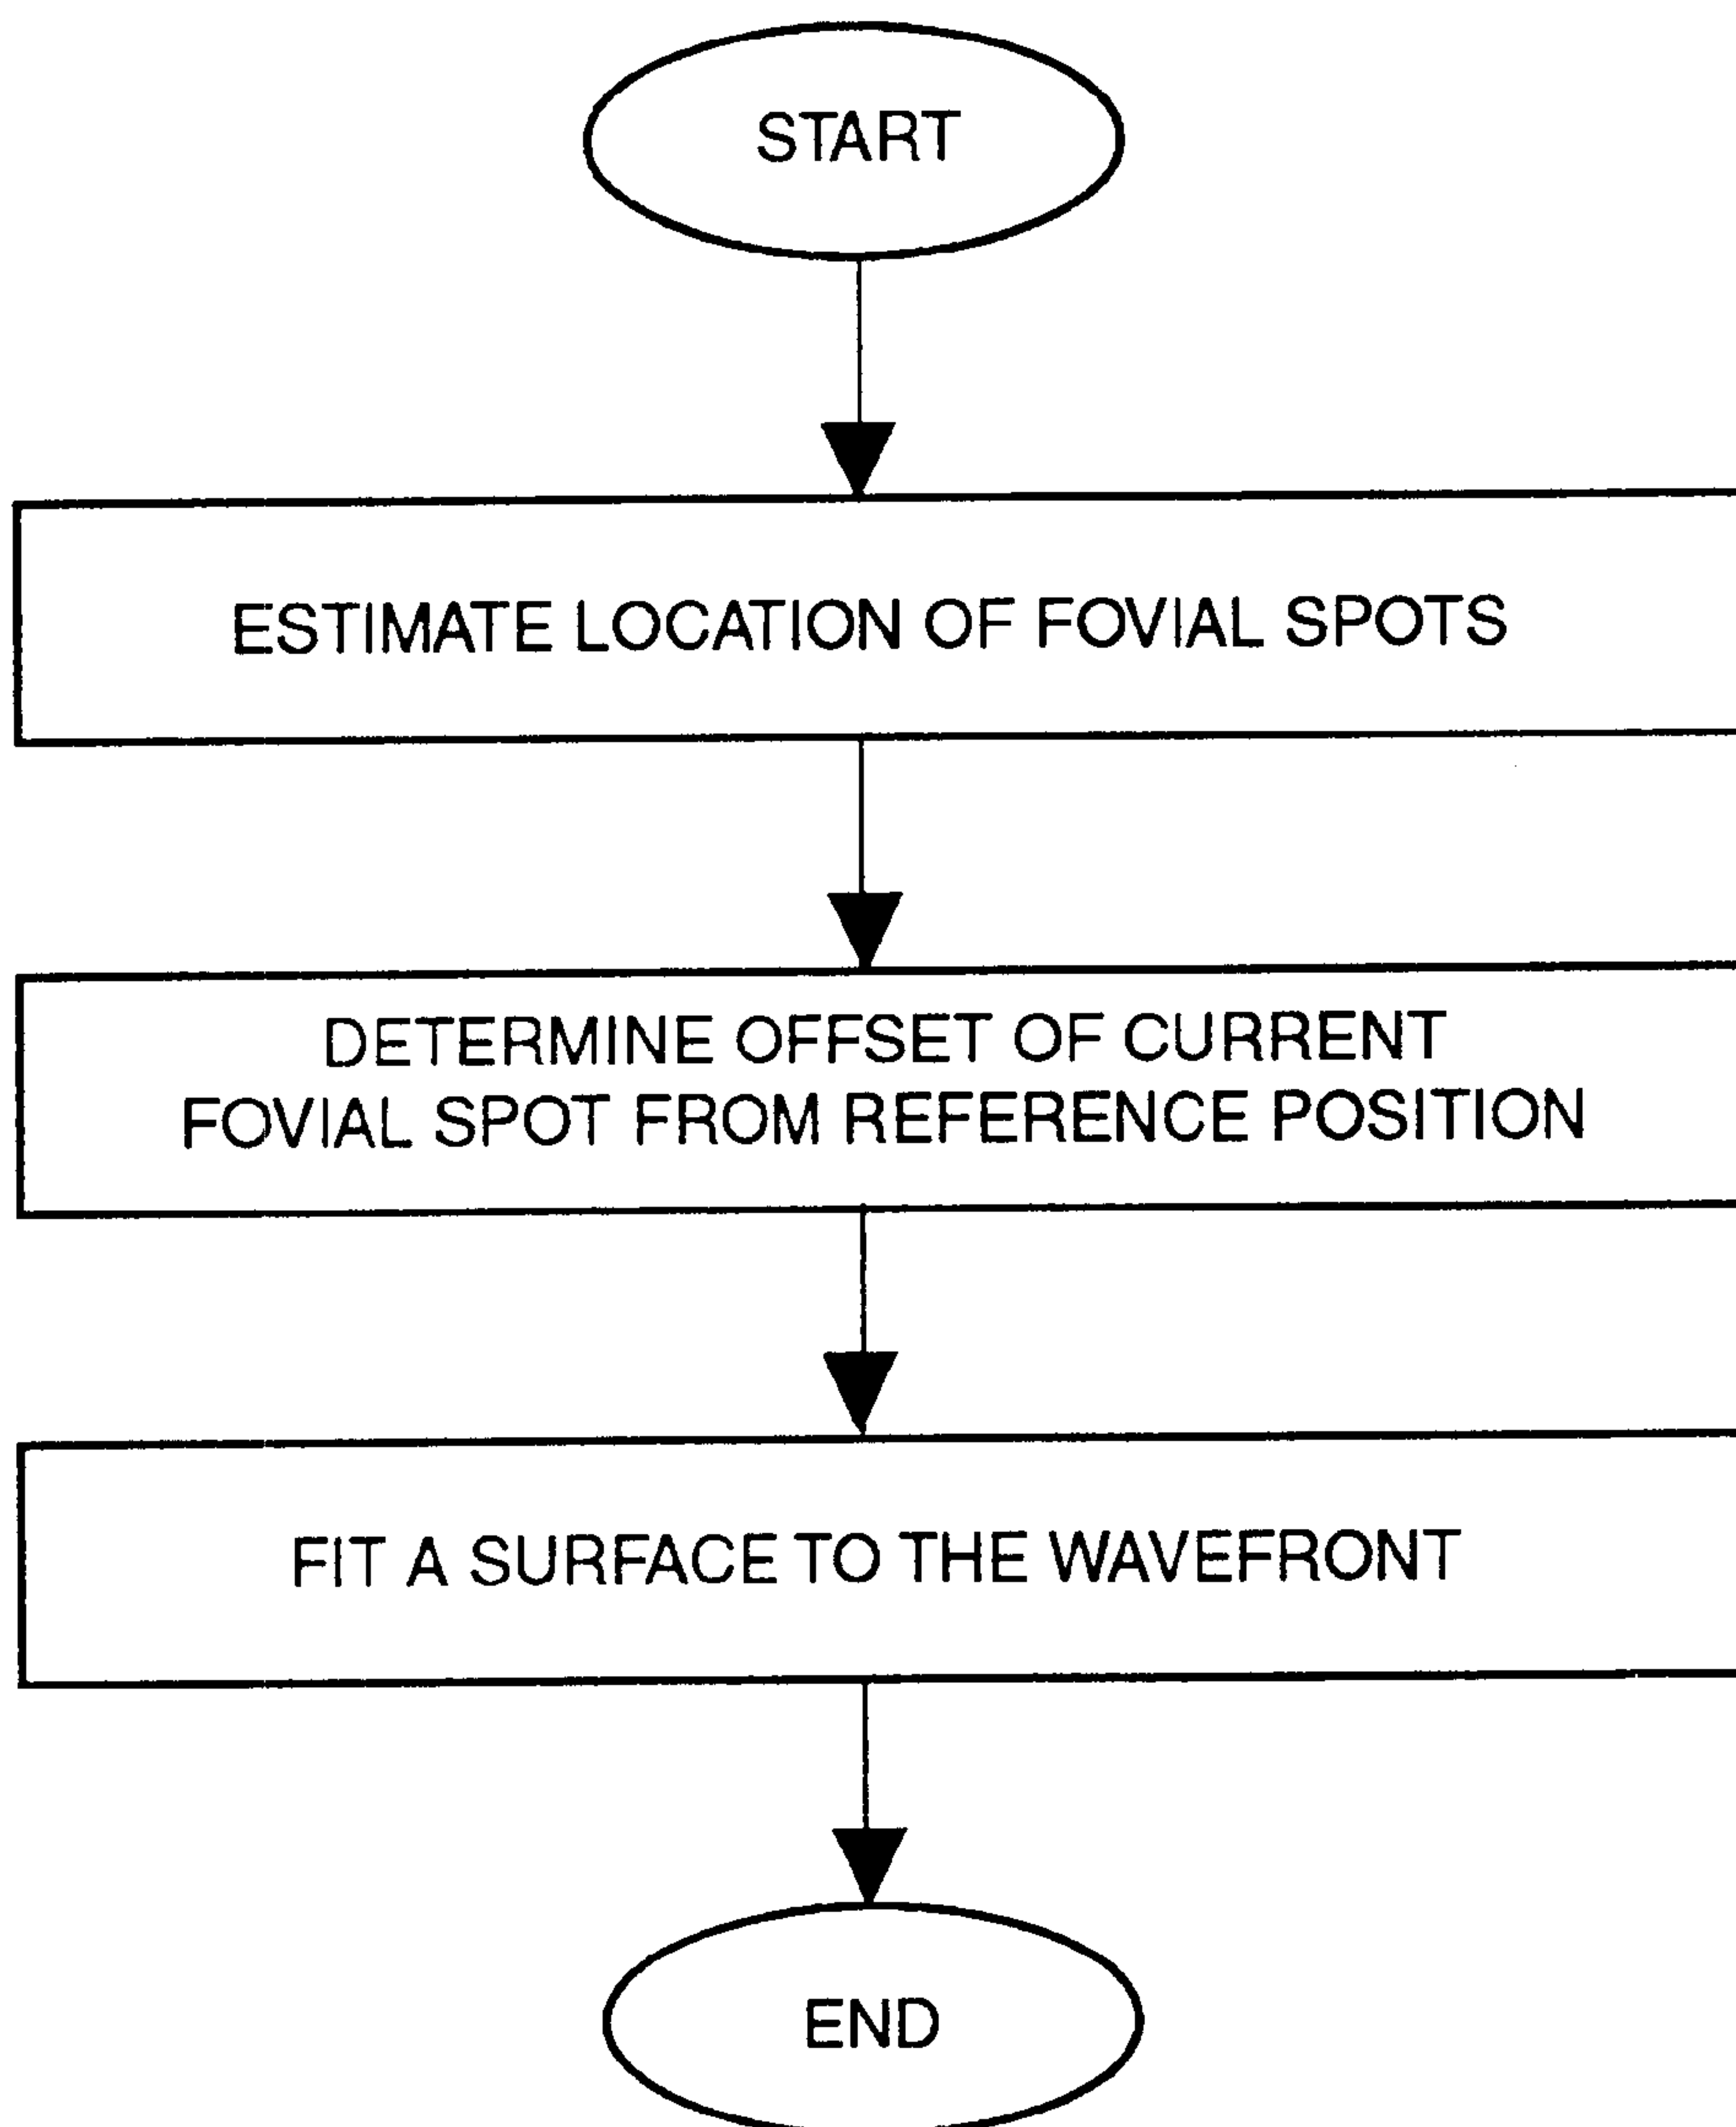 START
ESTIMATE LOCATION OF FOVIAL SPOTS
DETERMINE OFFSET OF CURRENT
FOVIAL SPOT FROM REFERENCE POSITION
FIT A SURFACE TO THE WAVEFRONT
END